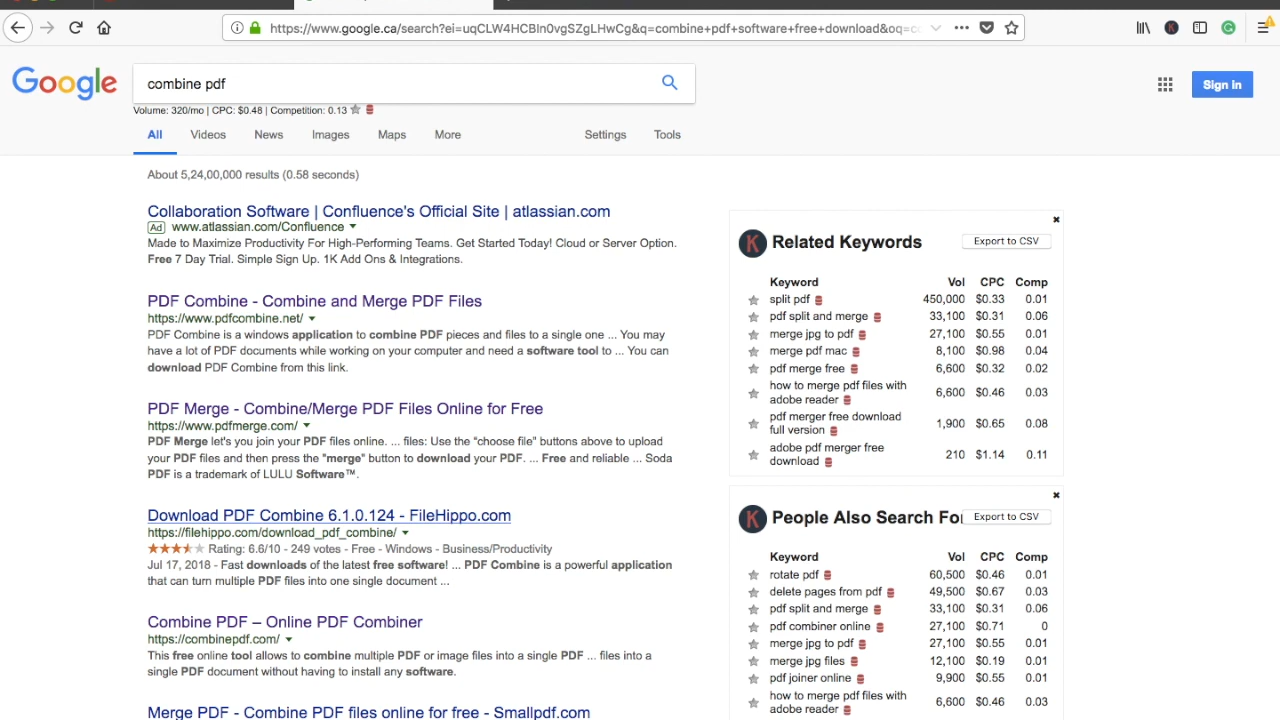 https://www.google.ca/search?ei=uqCLW4HCBIn0vgSZgLHwCg&q=combine+pdf+software+free+download&oq=cc
Google
combine pdf
Sign in
Volume: 320/mo | CPC: $0.48 | Competition: 0.13
All Videos News Images Maps More Settings Tools
About 5,24,00,000 results (0.58 seconds)
Collaboration Software | Confluence's Official Site | atlassian.com
Ad www.atlassian.com/Confluence
Made to Maximize Productivity For High-Performing Teams. Get Started Today! Cloud or Server Option.
Free 7 Day Trial. Simple Sign Up. 1K Add Ons & Integrations.
PDF Combine - Combine and Merge PDF Files
https://www.pdfcombine.net/
PDF Combine is a windows application to combine PDF pieces and files to a single one ... You may
have a lot of PDF documents while working on your computer and need a software tool to ... You can
download PDF Combine from this link.
PDF Merge - Combine/Merge PDF Files Online for Free
https://www.pdfmerge.com/
PDF Merge let's you join your PDF files online. ... files: Use the “choose file” buttons above to upload
your PDF files and then press the "merge" button to download your PDF. ... Free and reliable ... Soda
PDF is a trademark of LULU Software™.
Download PDF Combine 6.1.0.124 - FileHippo.com
https://filehippo.com/download_pdf_combine/
Rating: 6.6/10 - 249 votes - Free - Windows - Business/Productivity
Jul 17, 2018 - Fast downloads of the latest free software! ... PDF Combine is a powerful application
that can turn multiple PDF files into one single document ...
Combine PDF – Online PDF Combiner
https://combinepdf.com/
This free online tool allows to combine multiple PDF or image files into a single PDF ... files into a
single PDF document without having to install any software.
Merge PDF - Combine PDF files online for free - Smallpdf.com
K Related Keywords Export to CSV
Keyword Vol CPC Comp
split pdf 450,000 $0.33 0.01
pdf split and merge 33,100 $0.31 0.06
merge jpg to pdf 27,100 $0.55 0.01
merge pdf mac 8,100 $0.98 0.04
pdf merge free 6,600 $0.32 0.02
how to merge pdf files with
adobe reader 6,600 $0.46 0.03
pdf merger free download
full version 1,900 $0.65 0.08
adobe pdf merger free
download 210 $1.14 0.11
K People Also Search For Export to CSV
Keyword Vol CPC Comp
rotate pdf 60,500 $0.46 0.01
delete pages from pdf 49,500 $0.67 0.03
pdf split and merge 33,100 $0.31 0.06
pdf combiner online 27,100 $0.71 0
merge jpg to pdf 27,100 $0.55 0.01
merge jpg files 12,100 $0.19 0.01
pdf joiner online 9,900 $0.55 0.01
how to merge pdf files with
adobe reader 6,600 $0.46 0.03